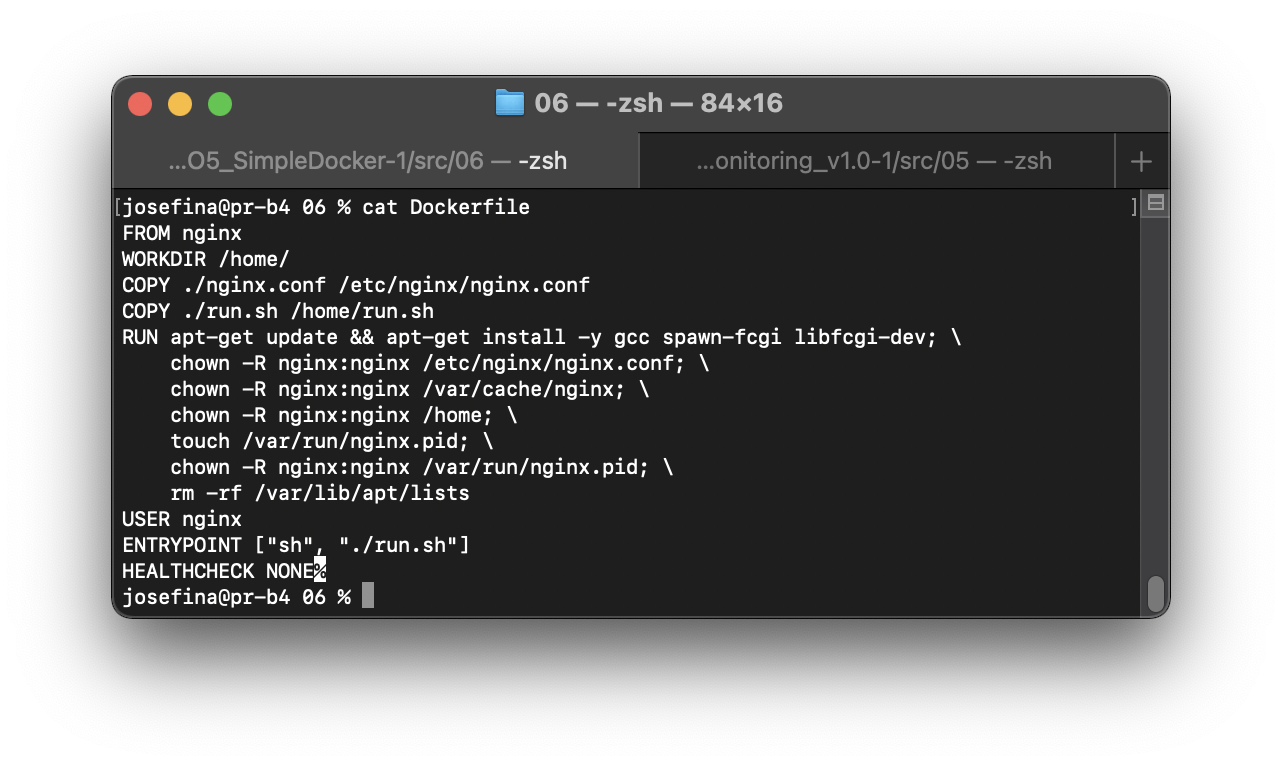 06 — -zsh — 84×16
...O5_SimpleDocker-1/src/06 — -zsh
...onitoring_v1.0-1/src/05 — -zsh
+
[josefina@pr-b4 06 % cat Dockerfile ]
FROM nginx
WORKDIR /home/
COPY ./nginx.conf /etc/nginx/nginx.conf
COPY ./run.sh /home/run.sh
RUN apt-get update && apt-get install -y gcc spawn-fcgi libfcgi-dev; \
    chown -R nginx:nginx /etc/nginx/nginx.conf; \
    chown -R nginx:nginx /var/cache/nginx; \
    chown -R nginx:nginx /home; \
    touch /var/run/nginx.pid; \
    chown -R nginx:nginx /var/run/nginx.pid; \
    rm -rf /var/lib/apt/lists
USER nginx
ENTRYPOINT ["sh", "./run.sh"]
HEALTHCHECK NONE%
josefina@pr-b4 06 %